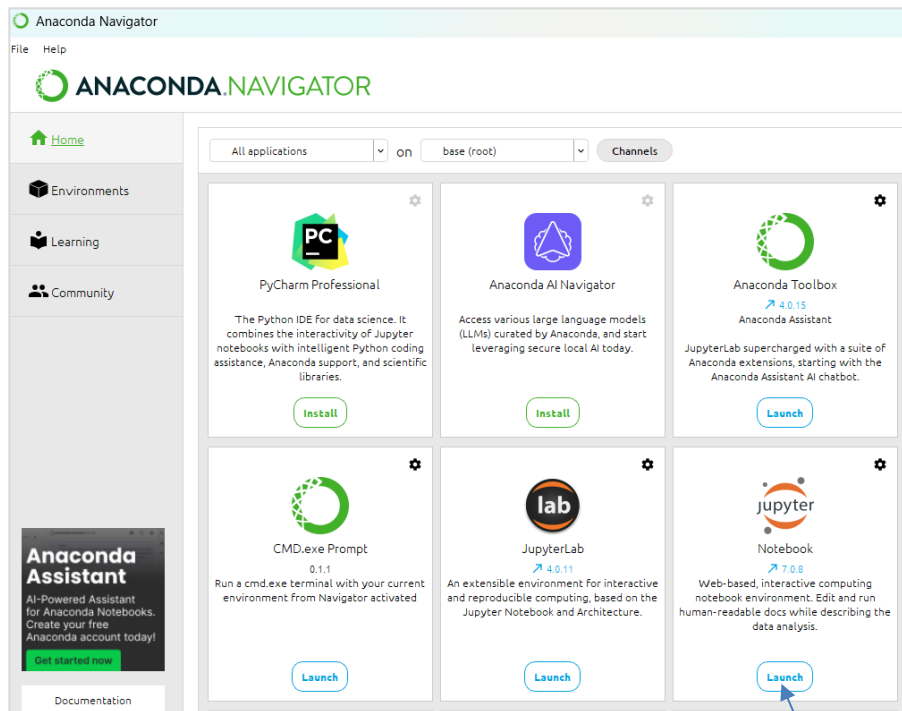 Anaconda Navigator
File Help
ANACONDA.NAVIGATOR
Home
Environments
Learning
Community
All applications
on
base (root)
Channels
PC
PyCharm Professional
The Python IDE for data science. It
combines the interactivity of Jupyter
notebooks with intelligent Python coding
assistance, Anaconda support, and scientific
libraries.
Install
Anaconda AI Navigator
Access various large language models
(LLMs) curated by Anaconda, and start
leveraging secure local AI today.
Install
Anaconda Toolbox
4.0.15
Anaconda Assistant
JupyterLab supercharged with a suite of
Anaconda extensions, starting with the
Anaconda Assistant AI chatbot.
Launch
CMD.exe Prompt
0.1.1
Run a cmd.exe terminal with your current
environment from Navigator activated
Launch
lab
JupyterLab
4.0.11
An extensible environment for interactive
and reproducible computing, based on the
Jupyter Notebook and Architecture.
Launch
jupyter
Notebook
7.0.8
Web-based, interactive computing
notebook environment. Edit and run
human-readable docs while describing the
data analysis.
Launch
Anaconda
Assistant
AI-Powered Assistant
for Anaconda Notebooks.
Create your free
Anaconda account today!
Get started now
Documentation